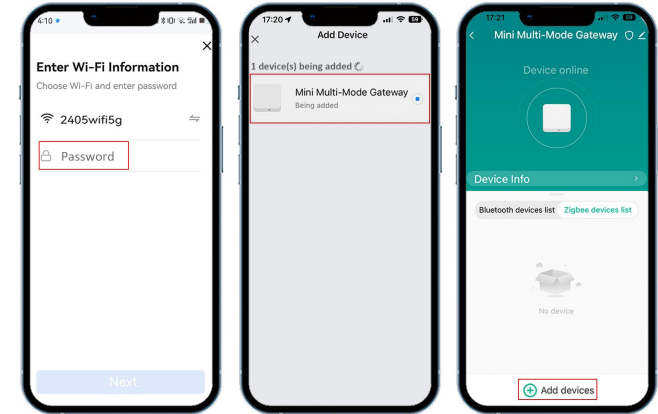 4:10
5al
Enter Wi-Fi Information
Choose Wi-Fi and enter password
2405wifi5g
Password
Next
17:20
59
Add Device
1 device(s) being added
Mini Multi-Mode Gateway
Being added
17:21
59
Mini Multi-Mode Gateway
Device online
Device Info
Bluetooth devices list
Zigbee devices list
No device
Add devices